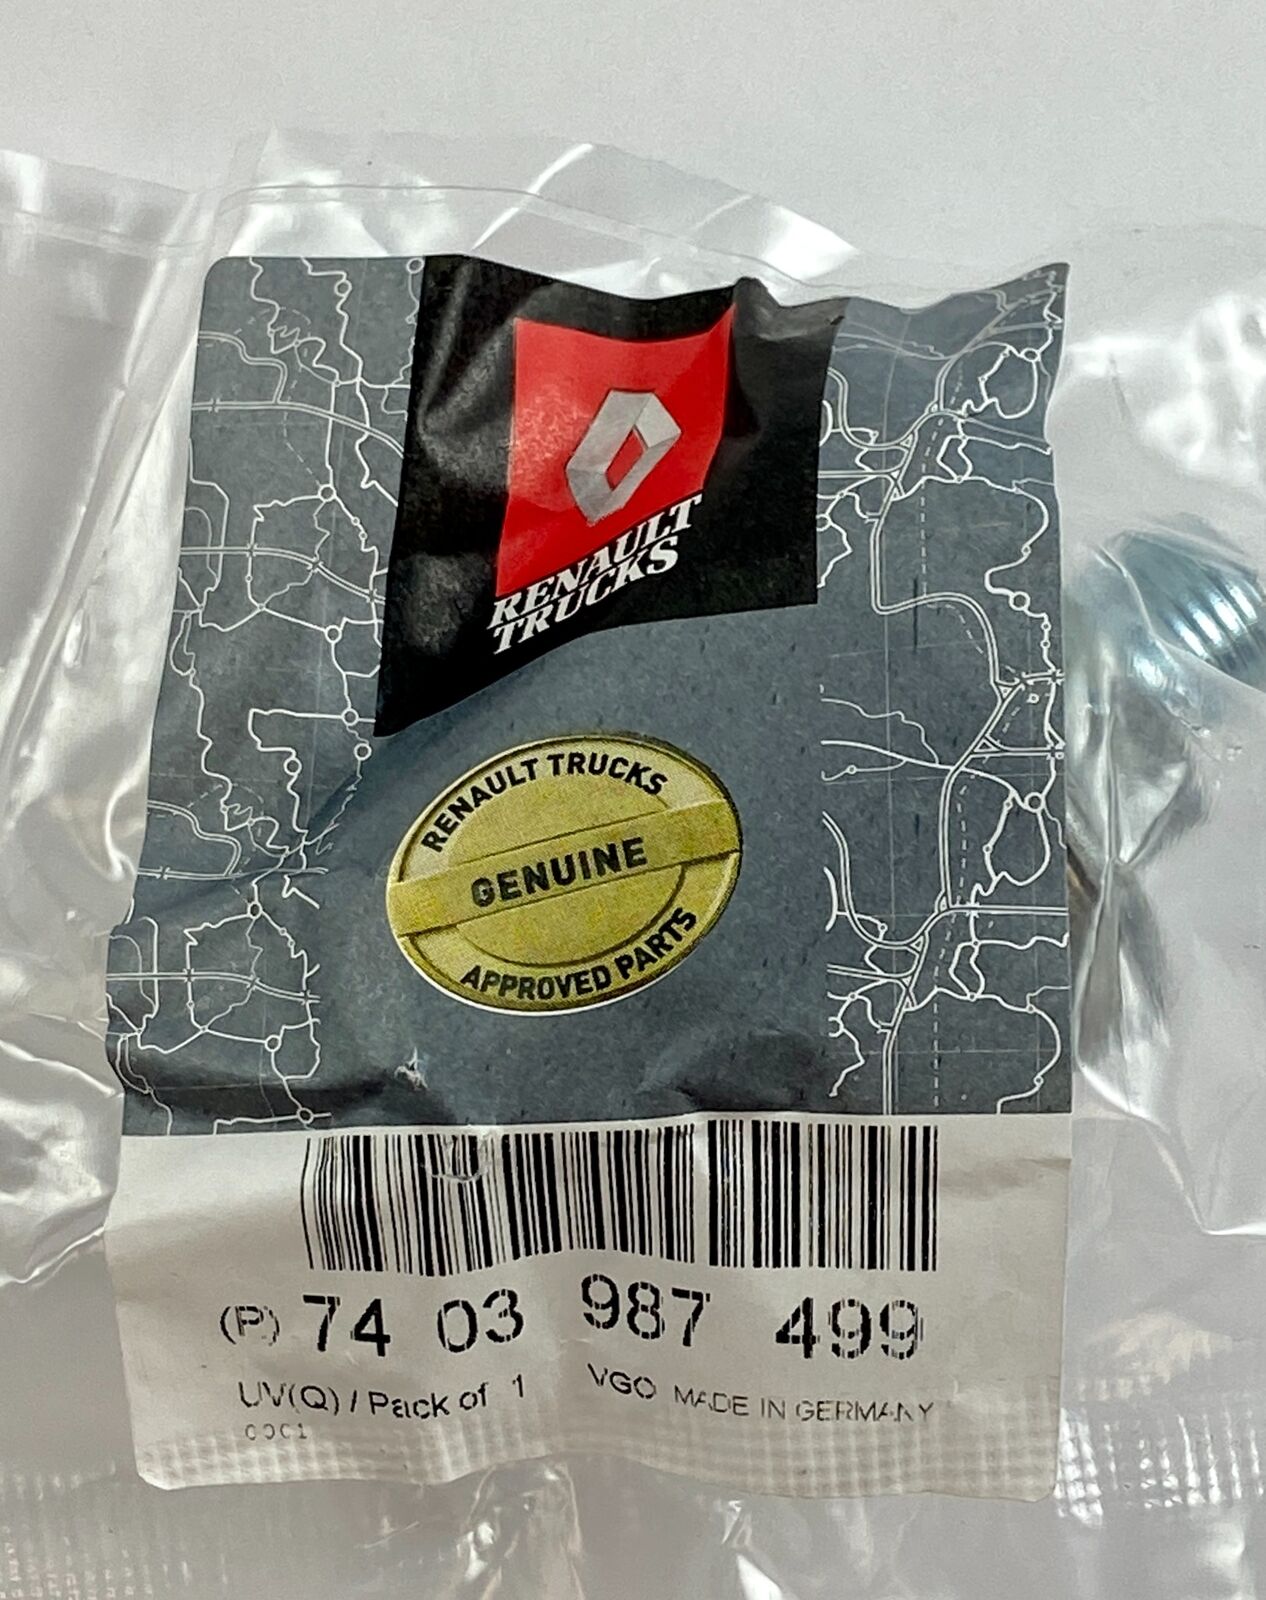 RENAULT
TRUCKS
RENAULT TRUCKS
GENUINE
APPROVED PARTS
(P) 74 03 987 499
UV(Q) / Pack of 1 VGO MADE IN GERMANY
0001